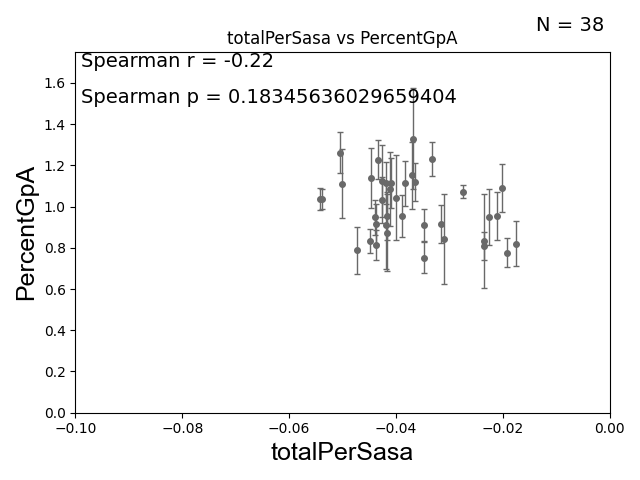 N = 38
totalPerSasa vs PercentGpA
Spearman r = -0.22
Spearman p = 0.18345636029659404
PercentGpA
1.6
1.4
1.2
1.0
0.8
0.6
0.4
0.2
0.0
−0.10
−0.08
−0.06
−0.04
−0.02
0.00
totalPerSasa